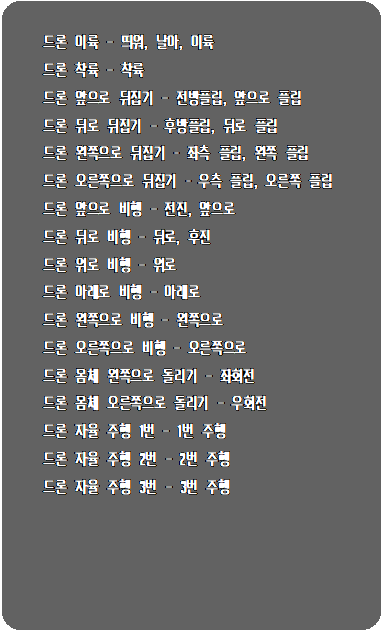 드론 이륙 - 띄워, 날아, 이륙
드론 착륙 - 착륙
드론 앞으로 뒤집기 - 전방플립, 앞으로 플립
드론 뒤로 뒤집기 - 후방플립, 뒤로 플립
드론 왼쪽으로 뒤집기 - 좌측 플립, 왼쪽 플립
드론 오른쪽으로 뒤집기 - 우측 플립, 오른쪽 플립
드론 앞으로 비행 - 전진, 앞으로
드론 뒤로 비행 - 뒤로, 후진
드론 위로 비행 - 위로
드론 아래로 비행 - 아래로
드론 왼쪽으로 비행 - 왼쪽으로
드론 오른쪽으로 비행 - 오른쪽으로
드론 몸체 왼쪽으로 돌리기 - 좌회전
드론 몸체 오른쪽으로 돌리기 - 우회전
드론 자율 주행 1번 - 1번 주행
드론 자율 주행 2번 - 2번 주행
드론 자율 주행 3번 - 3번 주행